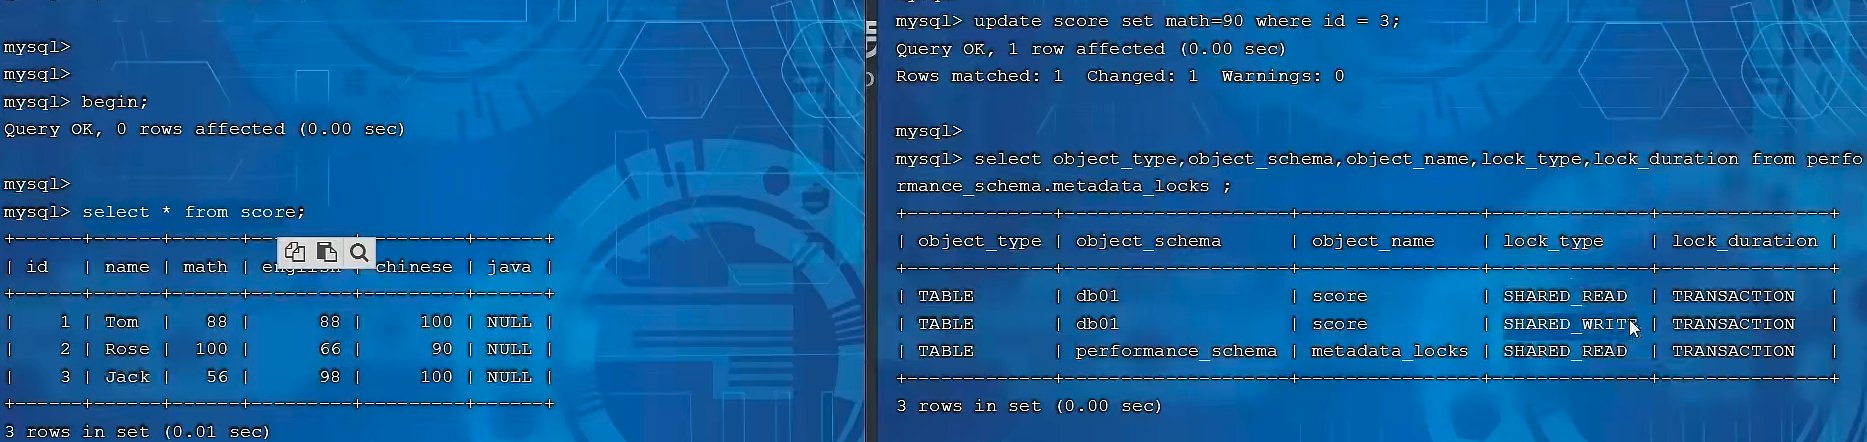 mysql>
mysql>
mysql> begin;
Query OK, 0 rows affected (0.00 sec)
mysql>
mysql> select * from score;
+------+------+------+---------+---------+------+
| id | name | math | english | chinese | java |
+------+------+------+---------+---------+------+
| 1 | Tom | 88 | 88 | 100 | NULL |
| 2 | Rose | 100 | 66 | 90 | NULL |
| 3 | Jack | 56 | 98 | 100 | NULL |
+------+------+------+---------+---------+------+
3 rows in set (0.01 sec)
mysql> update score set math=90 where id = 3;
Query OK, 1 row affected (0.00 sec)
Rows matched: 1 Changed: 1 Warnings: 0
mysql>
mysql> select object_type,object_schema,object_name,lock_type,lock_duration from perfo
rmance_schema.metadata_locks ;
+-------------+--------------------+----------------+--------------+---------------+
| object_type | object_schema | object_name | lock_type | lock_duration |
+-------------+--------------------+----------------+--------------+---------------+
| TABLE | db01 | score | SHARED_READ | TRANSACTION |
| TABLE | db01 | score | SHARED_WRITE | TRANSACTION |
| TABLE | performance_schema | metadata_locks | SHARED_READ | TRANSACTION |
+-------------+--------------------+----------------+--------------+---------------+
3 rows in set (0.00 sec)